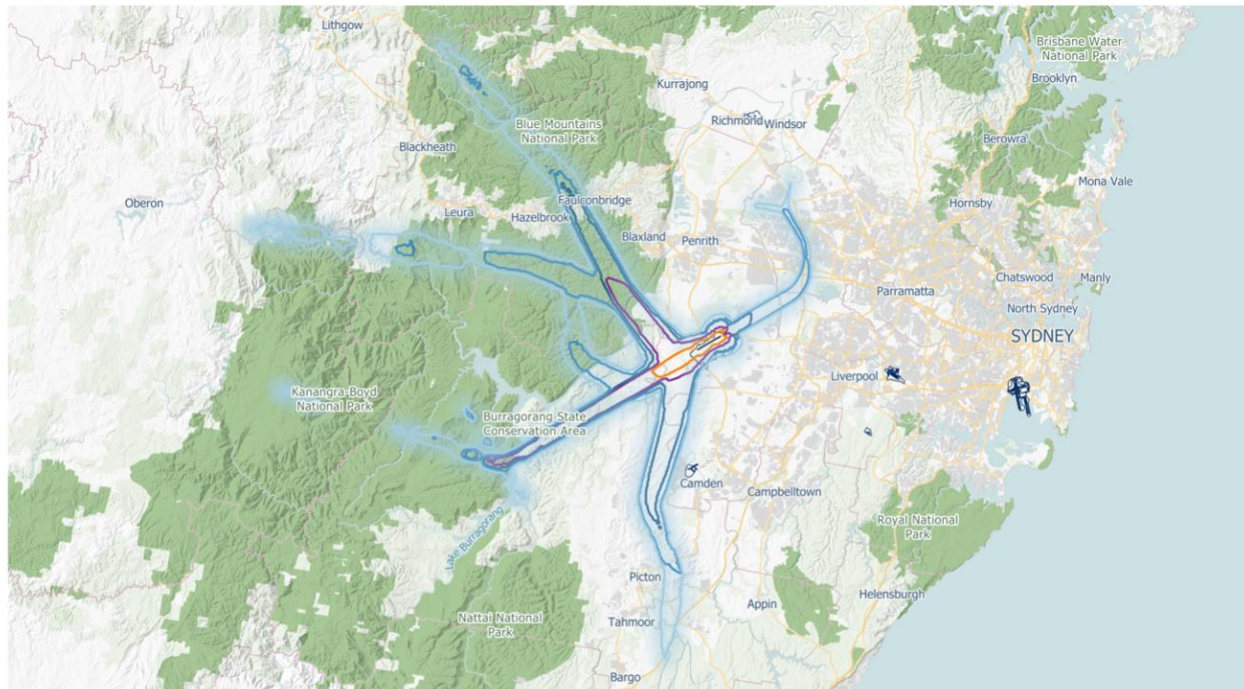 Lithgow
Brisbane Water
National Park
Brooklyn
Kurrajong
Richmond
Windsor
Blue Mountains
National Park
Berowra
Blackheath
Mona Vale
Oberon
Faulconbridge
Leura
Hazelbrook
Hornsby
Blaxland
Penrith
Chatswood
Manly
Parramatta
North Sydney
SYDNEY
Liverpool
Kanangra-Boyd
National Park
Burragorang State
Conservation Area
Camden
Campbelltown
Royal National
Park
Lake Burragorang
Picton
Helensburgh
Appin
Nattai National
Park
Tahmoor
Bargo